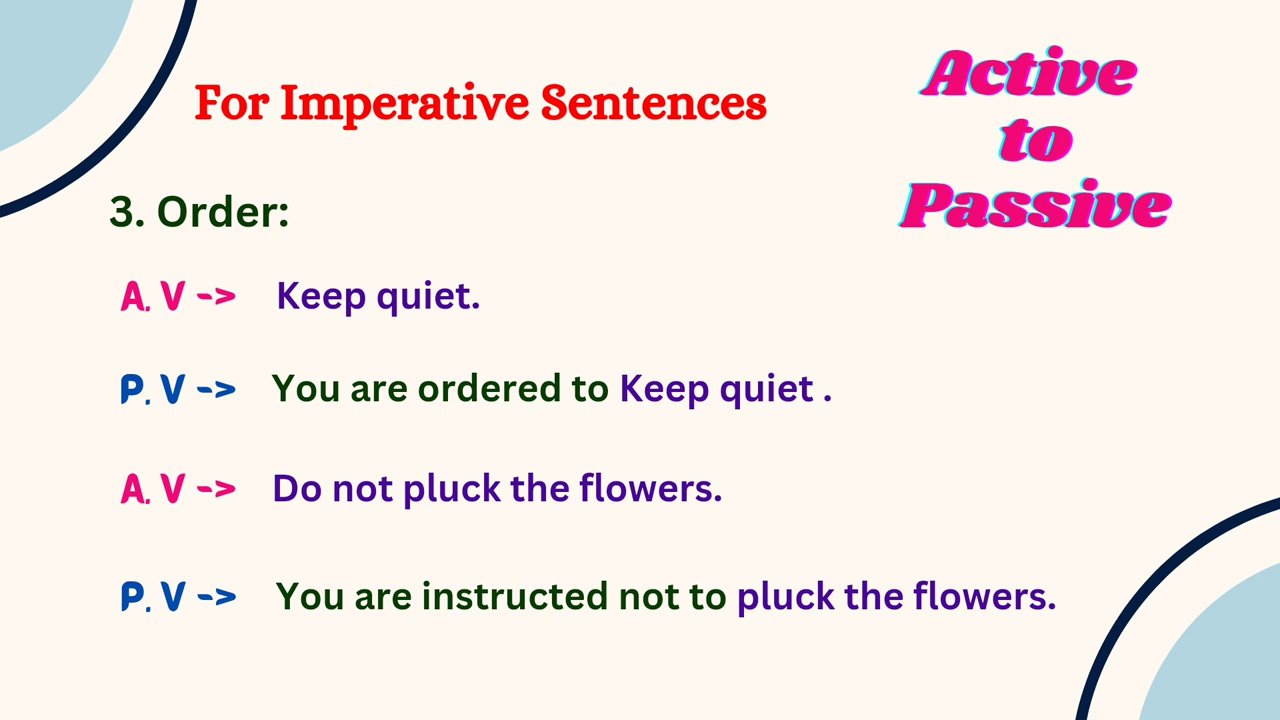 For Imperative Sentences
Active
to
Passive
3. Order:
A. V -> Keep quiet.
P. V -> You are ordered to Keep quiet .
A. V -> Do not pluck the flowers.
P. V -> You are instructed not to pluck the flowers.